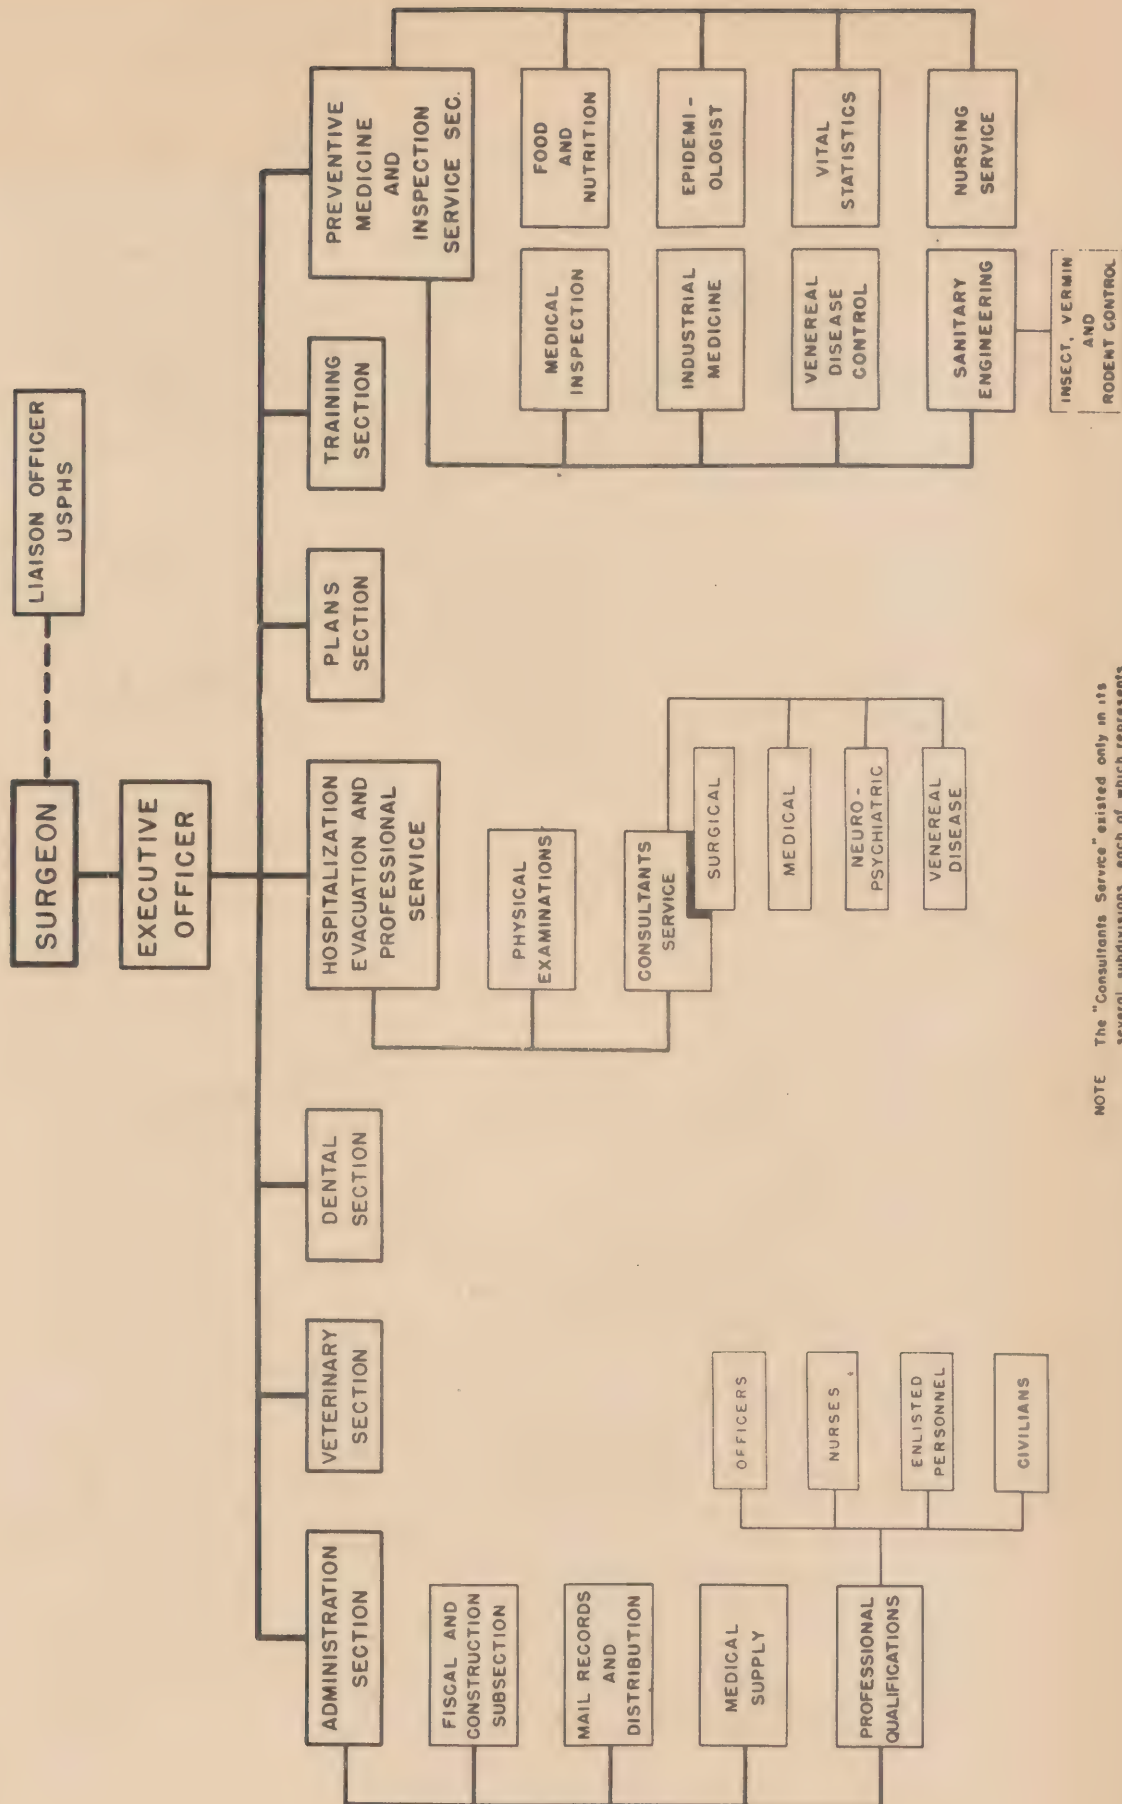 SURGEON
LIAISON OFFICER
USPHS
EXECUTIVE
OFFICER
ADMINISTRATION
SECTION
VETERINARY
SECTION
DENTAL
SECTION
HOSPITALIZATION
EVACUATION AND
PROFESSIONAL
SERVICE
PLANS
SECTION
TRAINING
SECTION
PREVENTIVE
MEDICINE
AND
INSPECTION
SERVICE SEC.
FISCAL AND
CONSTRUCTION
SUBSECTION
MAIL RECORDS
AND
DISTRIBUTION
MEDICAL
SUPPLY
PROFESSIONAL
QUALIFICATIONS
OFFICERS
NURSES
ENLISTED
PERSONNEL
CIVILIANS
PHYSICAL
EXAMINATIONS
CONSULTANTS
SERVICE
SURGICAL
MEDICAL
NEURO-
PSYCHIATRIC
VENEREAL
DISEASE
MEDICAL
INSPECTION
INDUSTRIAL
MEDICINE
VENEREAL
DISEASE
CONTROL
SANITARY
ENGINEERING
INSECT, VERMIN
AND
RODENT CONTROL
FOOD
AND
NUTRITION
EPIDEMI-
OLOGIST
VITAL
STATISTICS
NURSING
SERVICE
NOTE The "Consultants Service" existed only in its
several subdivisions, each of which represents